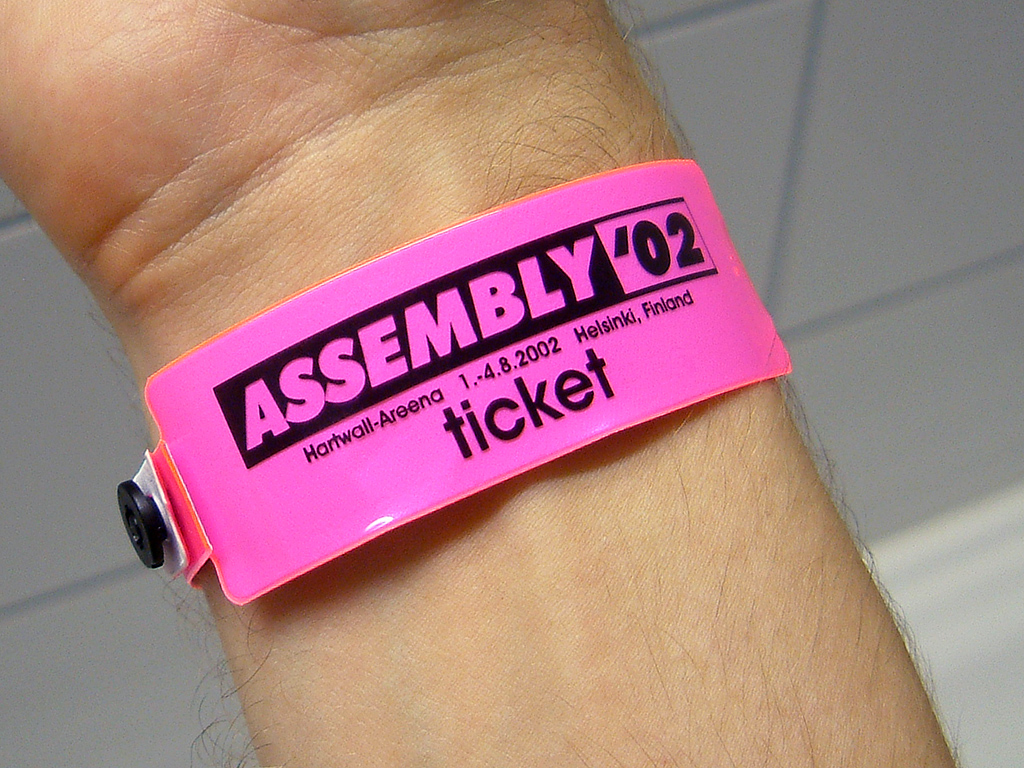 ASSEMBLY '02
Hartwall-Areena 1.-4.8.2002 Helsinki, Finland
ticket